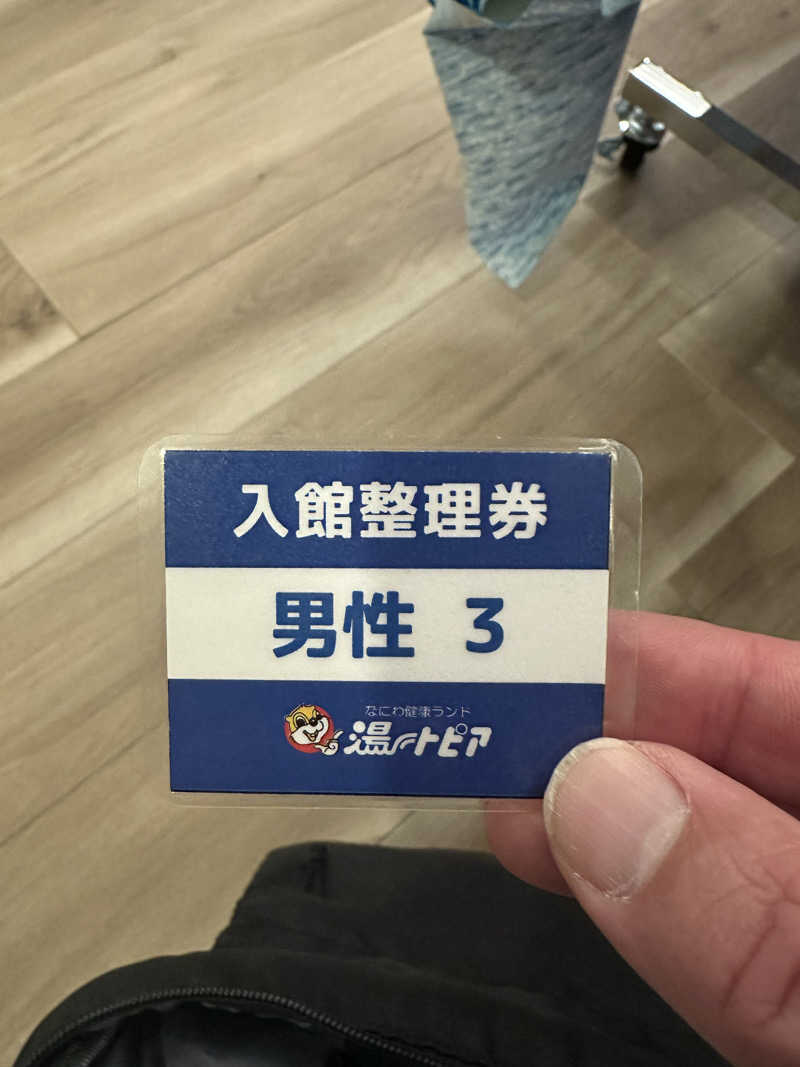 入館整理券
男性 3
なにわ健康ランド
湯〜トピア